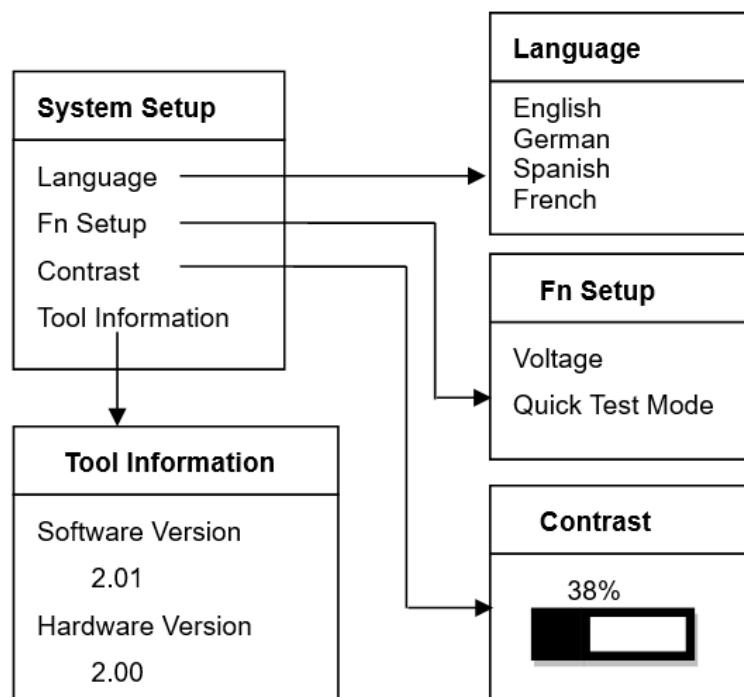 System Setup
Language
Fn Setup
Contrast
Tool Information
Language
English
German
Spanish
French
Fn Setup
Voltage
Quick Test Mode
Tool Information
Software Version
2.01
Hardware Version
2.00
Contrast
38%